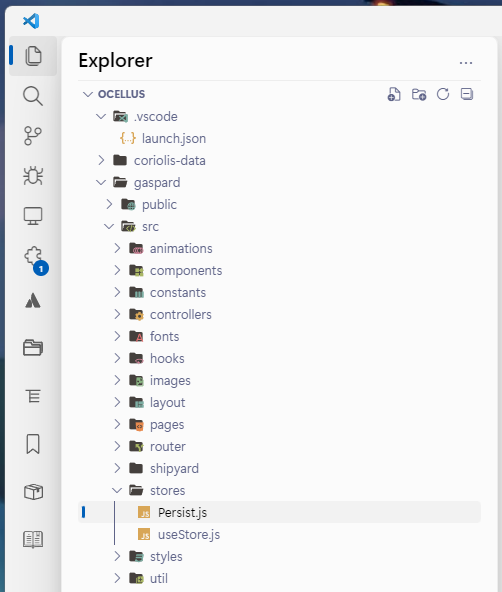 Explorer
OCELLUS
.vscode
launch.json
coriolis-data
gaspard
public
src
animations
components
constants
controllers
fonts
hooks
images
layout
pages
router
shipyard
stores
JS Persist.js
JS useStore.js
styles
util
1